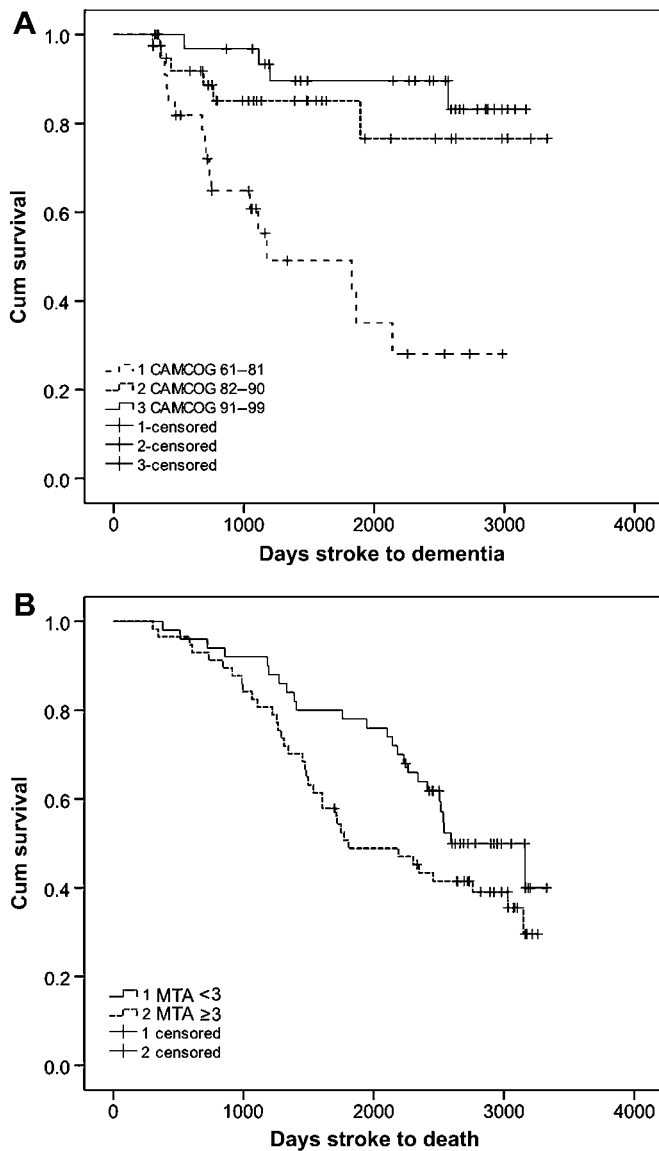 A
1.0
0.8
0.6
0.4
0.2
0.0
Cum survival
1 CAMCOG 61–81
2 CAMCOG 82–90
3 CAMCOG 91–99
1-censored
2-censored
3-censored
0 1000 2000 3000 4000
Days stroke to dementia
B
1.0
0.8
0.6
0.4
0.2
0.0
Cum survival
1 MTA <3
2 MTA ≥3
1 censored
2 censored
0 1000 2000 3000 4000
Days stroke to death